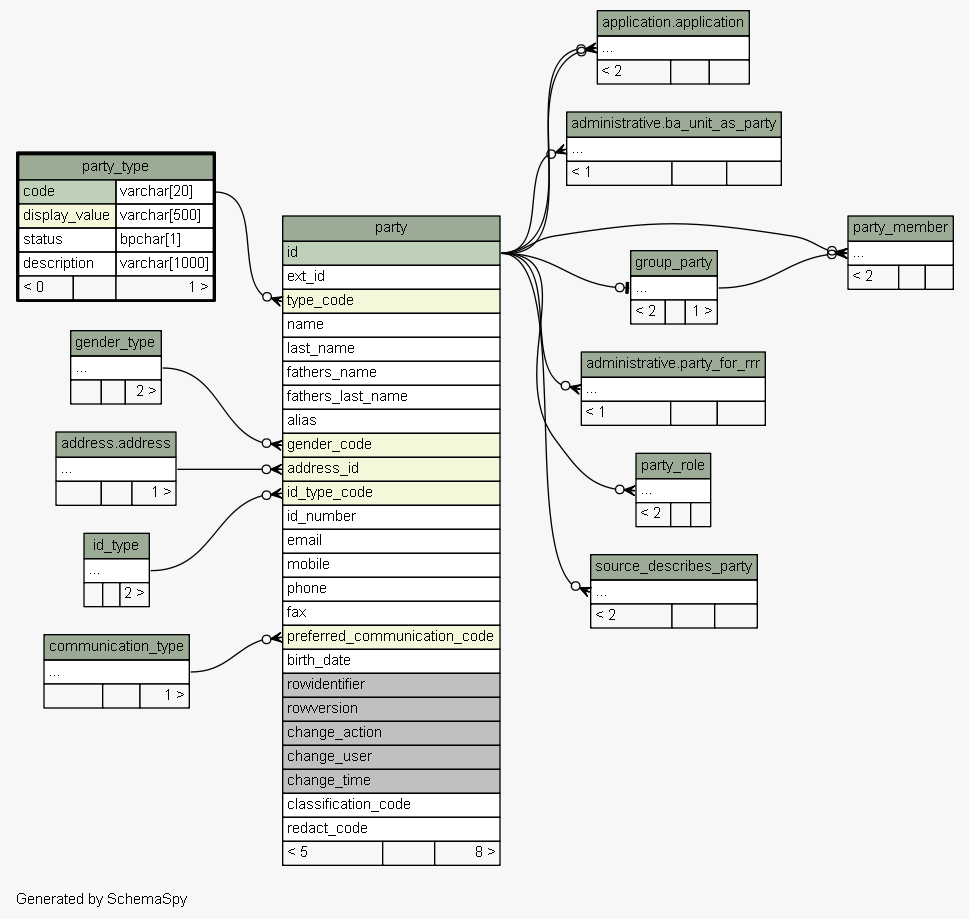 application.application
...
< 2
administrative.ba_unit_as_party
...
< 1
party_type
code varchar[20]
display_value varchar[500]
status bpchar[1]
description varchar[1000]
< 0 1 >
party
id
ext_id
type_code
name
last_name
fathers_name
fathers_last_name
alias
gender_code
address_id
id_type_code
id_number
email
mobile
phone
fax
preferred_communication_code
birth_date
rowidentifier
rowversion
change_action
change_user
change_time
classification_code
redact_code
< 5 8 >
party_member
...
< 2
group_party
...
< 2 1 >
gender_type
...
2 >
administrative.party_for_rrr
...
< 1
address.address
...
1 >
party_role
...
< 2
id_type
...
2 >
source_describes_party
...
< 2
communication_type
...
1 >
Generated by SchemaSpy